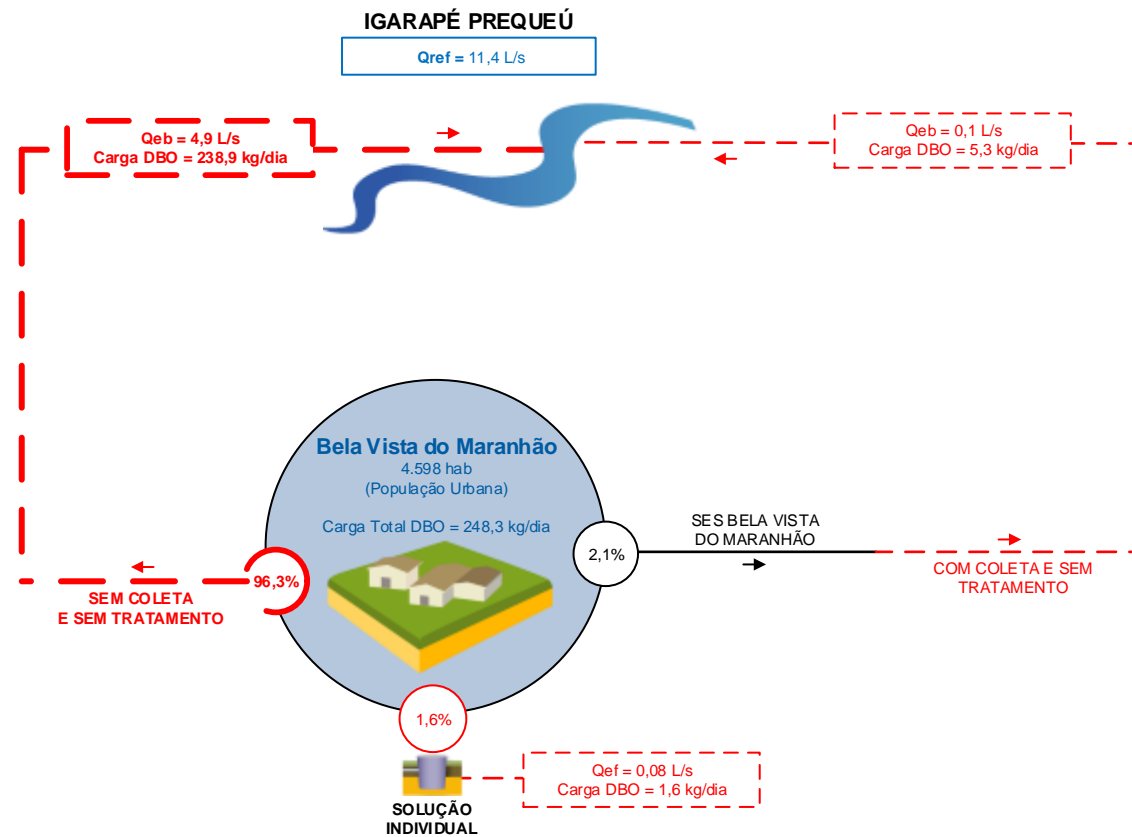 IGARAPÉ PREQUEÚ
Qref = 11,4 L/s
Qeb = 4,9 L/s
Carga DBO = 238,9 kg/dia
Qeb = 0,1 L/s
Carga DBO = 5,3 kg/dia
Bela Vista do Maranhão
4.598 hab
(População Urbana)
Carga Total DBO = 248,3 kg/dia
96,3%
SEM COLETA
E SEM TRATAMENTO
2,1%
SES BELA VISTA
DO MARANHÃO
COM COLETA E SEM
TRATAMENTO
1,6%
SOLUÇÃO
INDIVIDUAL
Qef = 0,08 L/s
Carga DBO = 1,6 kg/dia